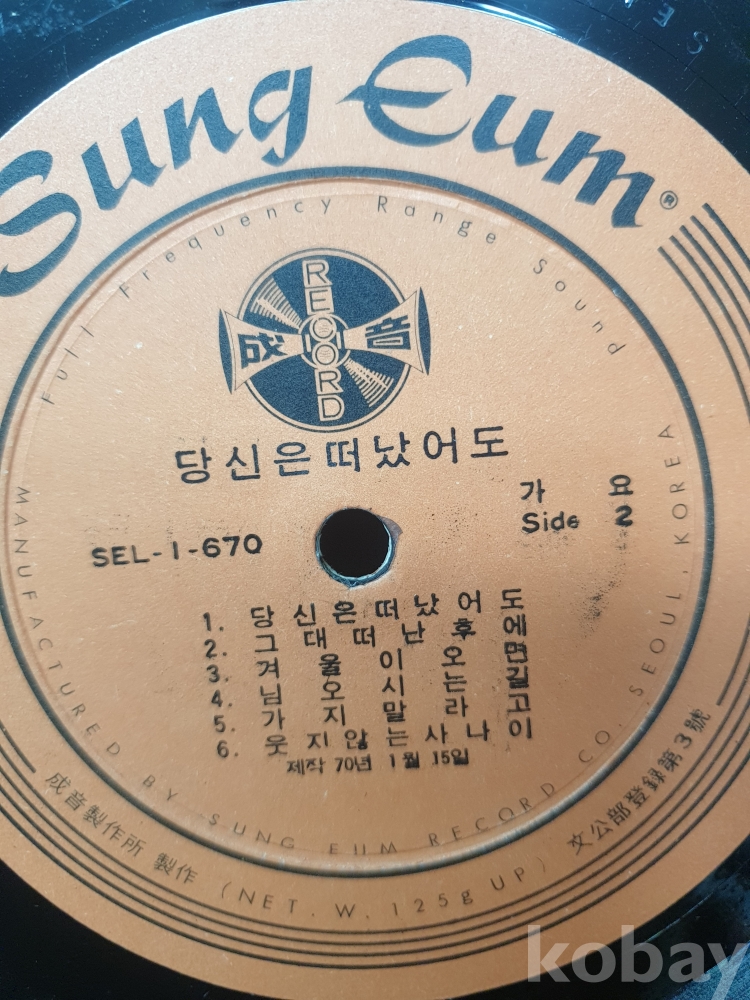 Sung Eum ®
Full Frequency Range Sound
RECORD
成音
당신은떠났어도
가요
SEL-1-670
Side 2
1. 당신은떠났어도
2. 그대떠난후에
3. 겨울이오면
4. 님오시는길
5. 가지말라고
6. 웃지않는사나이
제작 70년 1월 15일
MANUFACTURED BY SUNG EUM RECORD CO. SEOUL, KOREA
成音製作所 製作 (NET. W. 125g UP) 文公部登録第3號
SEL
kobay